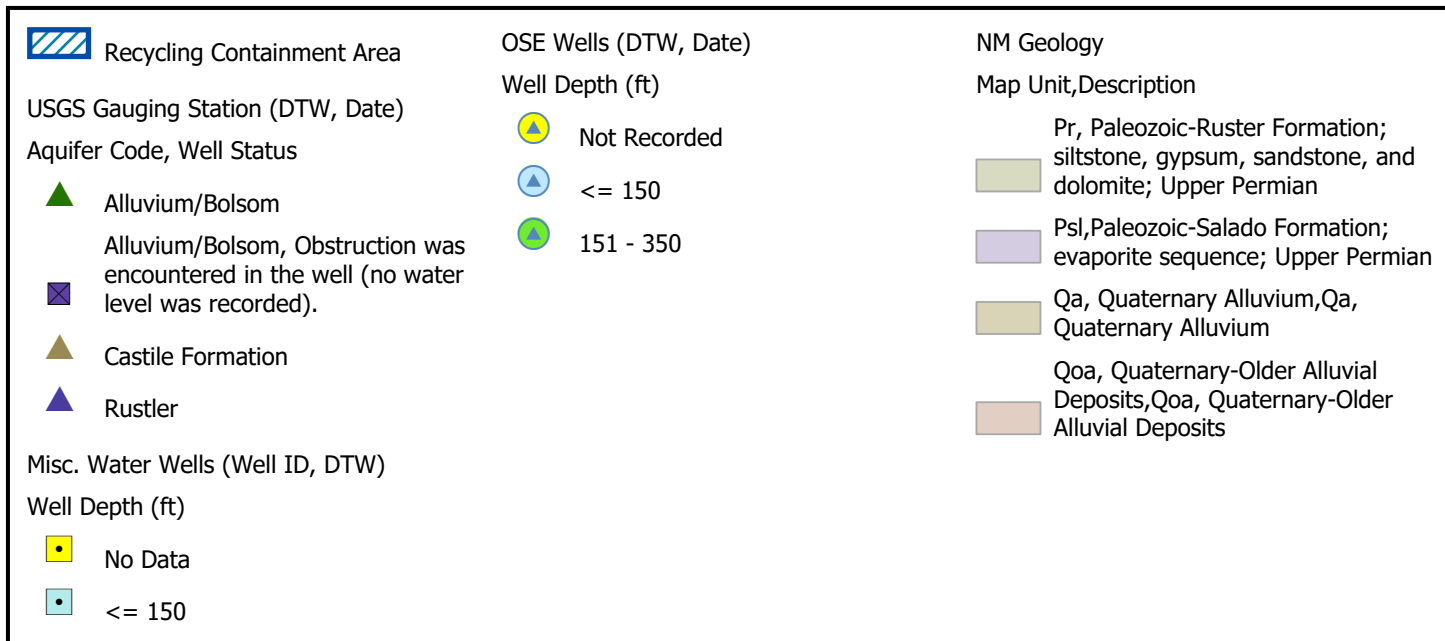 Recycling Containment Area
USGS Gauging Station (DTW, Date)
Aquifer Code, Well Status
Alluvium/Bolsom
Alluvium/Bolsom, Obstruction was
encountered in the well (no water
level was recorded).
Castile Formation
Rustler
Misc. Water Wells (Well ID, DTW)
Well Depth (ft)
No Data
<= 150
OSE Wells (DTW, Date)
Well Depth (ft)
Not Recorded
<= 150
151 - 350
NM Geology
Map Unit,Description
Pr, Paleozoic-Ruster Formation;
siltstone, gypsum, sandstone, and
dolomite; Upper Permian
Psl,Paleozoic-Salado Formation;
evaporite sequence; Upper Permian
Qa, Quaternary Alluvium,Qa,
Quaternary Alluvium
Qoa, Quaternary-Older Alluvial
Deposits,Qoa, Quaternary-Older
Alluvial Deposits